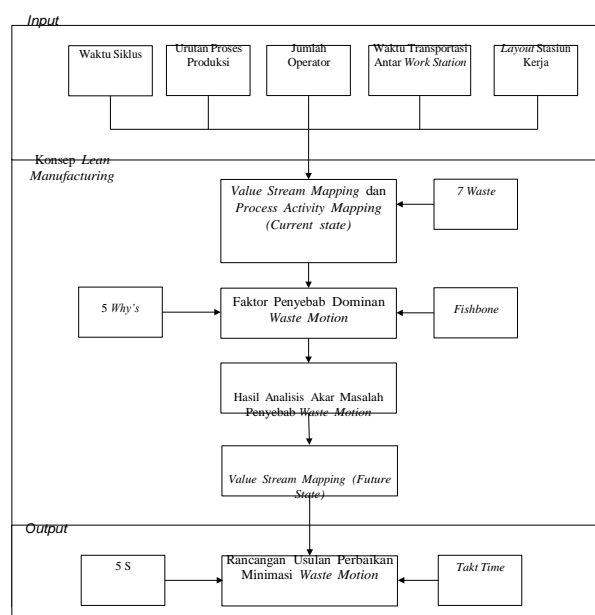 Input
Waktu Siklus
Urutan Proses
Produksi
Jumlah
Operator
Waktu Transportasi
Antar Work Station
Layout Stasiun
Kerja
Konsep Lean
Manufacturing
Value Stream Mapping dan
Process Activity Mapping
(Current state)
7 Waste
5 Why's
Faktor Penyebab Dominan
Waste Motion
Fishbone
Hasil Analisis Akar Masalah
Penyebab Waste Motion
Value Stream Mapping (Future
State)
Output
5 S
Rancangan Usulan Perbaikan
Minimasi Waste Motion
Takt Time